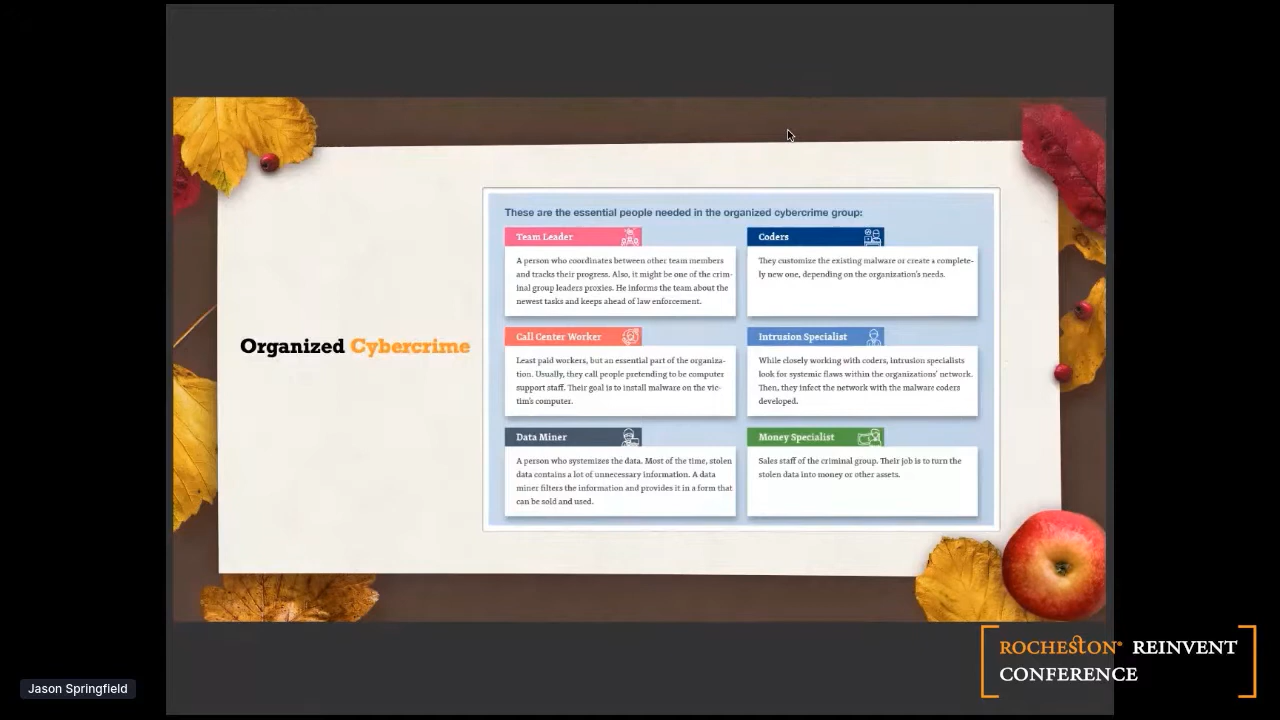 Organized Cybercrime
These are the essential people needed in the organized cybercrime group:
Team Leader
A person who coordinates between other team members
and tracks their progress. Also, it might be one of the crim-
inal group leaders proxies. He informs the team about the
newest tasks and keeps ahead of law enforcement.
Coders
They customize the existing malware or create a complete-
ly new one, depending on the organization's needs.
Call Center Worker
Least paid workers, but an essential part of the organiza-
tion. Usually, they call people pretending to be computer
support staff. Their goal is to install malware on the vic-
tim's computer.
Intrusion Specialist
While closely working with coders, intrusion specialists
look for systemic flaws within the organizations' network.
Then, they infect the network with the malware coders
developed.
Data Miner
A person who systemizes the data. Most of the time, stolen
data contains a lot of unnecessary information. A data
miner filters the information and provides it in a form that
can be sold and used.
Money Specialist
Sales staff of the criminal group. Their job is to turn the
stolen data into money or other assets.
ROCHESTON® REINVENT
CONFERENCE
Jason Springfield